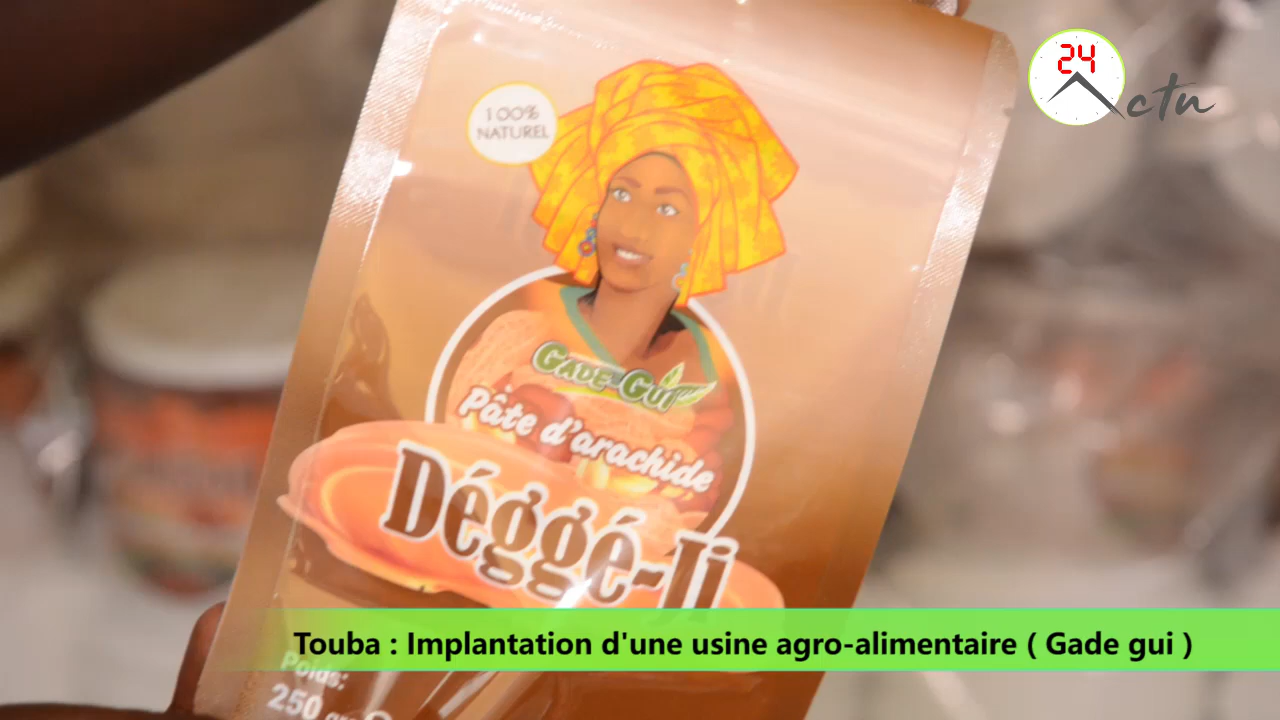 24
Actu
100%
NATUREL
GADE-GUI
Pâte d'arachide
Déggé-Ji
Touba : Implantation d'une usine agro-alimentaire ( Gade gui )
Poids:
250